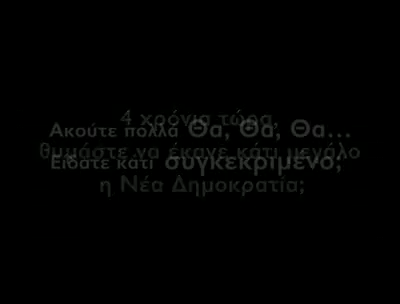 4 χρόνια τώρα,
Ακούτε πολλά Θα, Θα, Θα...
θυμάστε να έκανε κάτι μεγάλο
Είδατε κάτι συγκεκριμένο;
η Νέα Δημοκρατία;